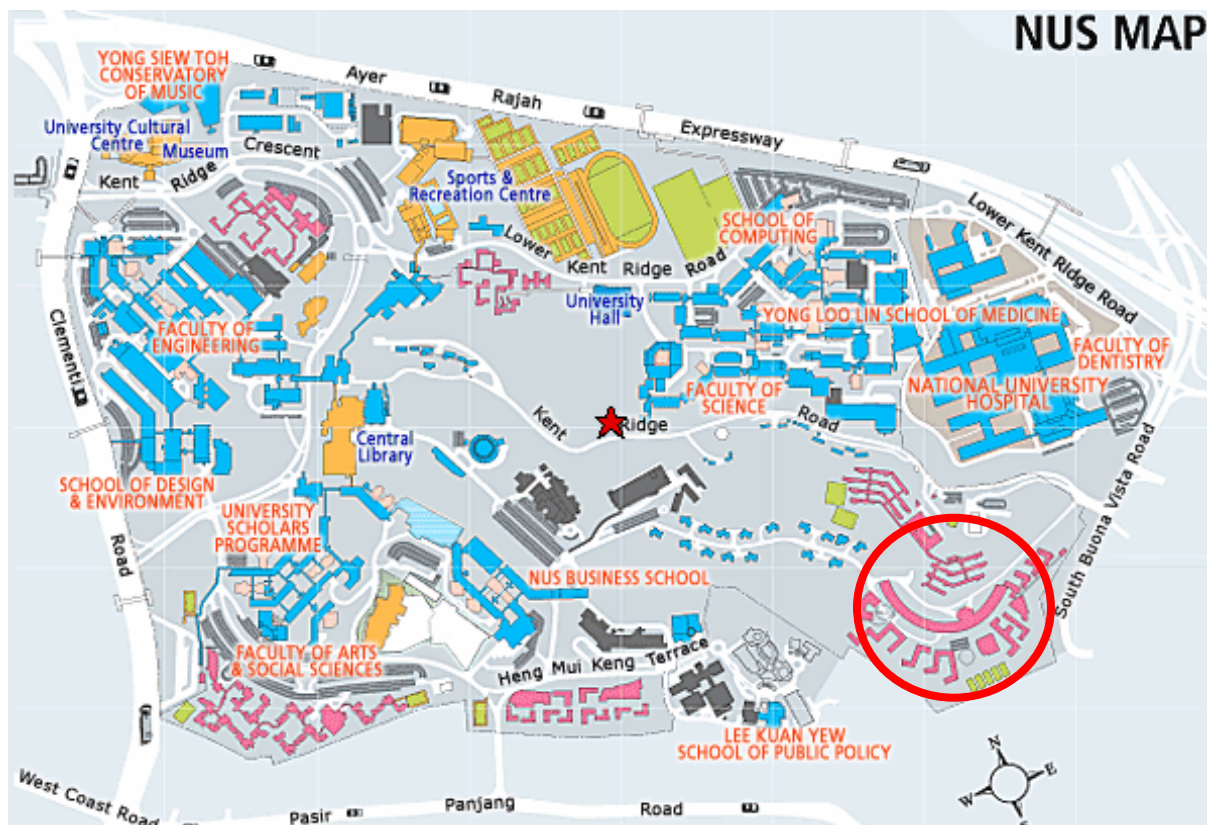 NUS MAP
YONG SIEW TOH
CONSERVATORY
OF MUSIC
Ayer
Rajah
Expressway
University Cultural
Centre
Museum
Kent
Ridge
Crescent
Sports &
Recreation Centre
Lower
Kent
Ridge
Road
SCHOOL OF
COMPUTING
Lower Kent Ridge Road
University
Hall
YONG LOO LIN SCHOOL OF MEDICINE
FACULTY OF
ENGINEERING
FACULTY OF
DENTISTRY
FACULTY OF
SCIENCE
NATIONAL UNIVERSITY
HOSPITAL
Clementi
Road
Kent
Ridge
Road
Central
Library
SCHOOL OF DESIGN
& ENVIRONMENT
UNIVERSITY
SCHOLARS
PROGRAMME
South Buona Vista Road
NUS BUSINESS SCHOOL
FACULTY OF ARTS
& SOCIAL SCIENCES
Heng Mui Keng Terrace
LEE KUAN YEW
SCHOOL OF PUBLIC POLICY
N
E
W
S
West Coast Road
Pasir
Panjang
Road